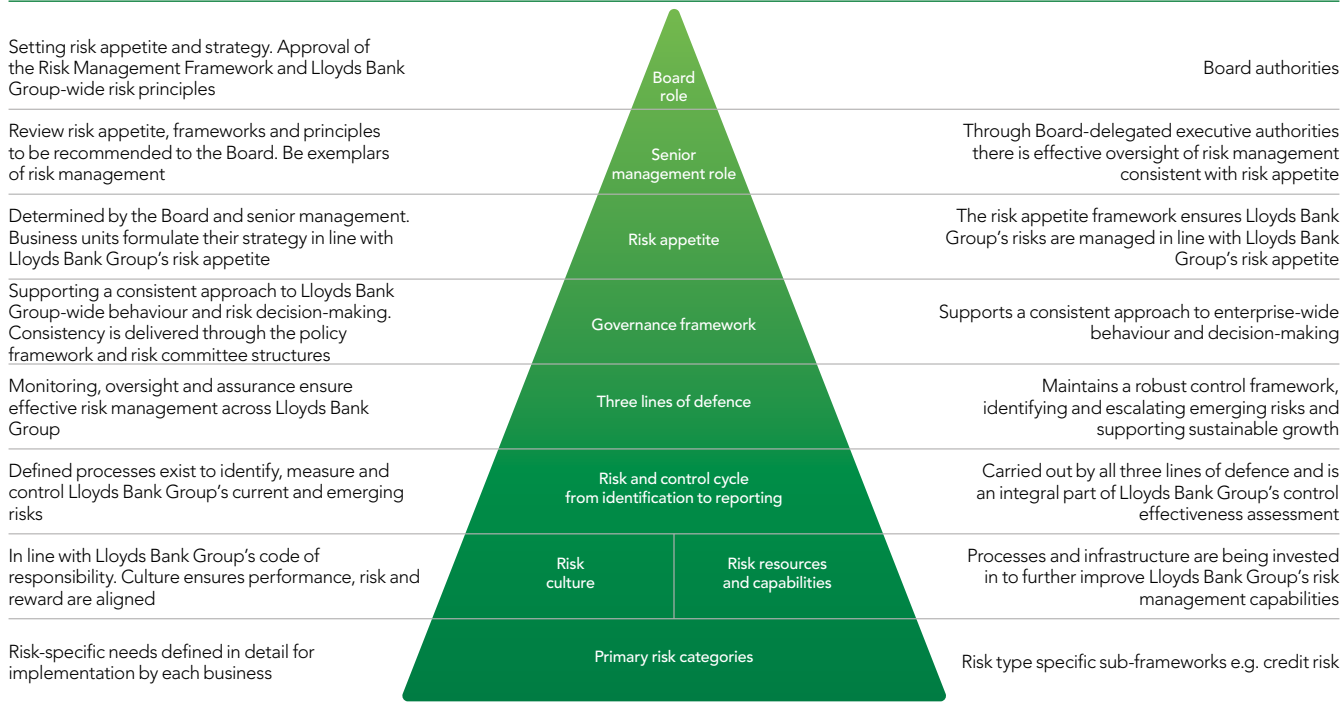 Setting risk appetite and strategy. Approval of
the Risk Management Framework and Lloyds Bank
Group-wide risk principles
Board
role
Board authorities
Review risk appetite, frameworks and principles
to be recommended to the Board. Be exemplars
of risk management
Senior
management role
Through Board-delegated executive authorities
there is effective oversight of risk management
consistent with risk appetite
Determined by the Board and senior management.
Business units formulate their strategy in line with
Lloyds Bank Group's risk appetite
Risk appetite
The risk appetite framework ensures Lloyds Bank
Group's risks are managed in line with Lloyds Bank
Group's risk appetite
Supporting a consistent approach to Lloyds Bank
Group-wide behaviour and risk decision-making.
Consistency is delivered through the policy
framework and risk committee structures
Governance framework
Supports a consistent approach to enterprise-wide
behaviour and decision-making
Monitoring, oversight and assurance ensure
effective risk management across Lloyds Bank
Group
Three lines of defence
Maintains a robust control framework,
identifying and escalating emerging risks and
supporting sustainable growth
Defined processes exist to identify, measure and
control Lloyds Bank Group's current and emerging
risks
Risk and control cycle
from identification to reporting
Carried out by all three lines of defence and is
an integral part of Lloyds Bank Group's control
effectiveness assessment
In line with Lloyds Bank Group's code of
responsibility. Culture ensures performance, risk and
reward are aligned
Risk
culture
Risk resources
and capabilities
Processes and infrastructure are being invested
in to further improve Lloyds Bank Group's risk
management capabilities
Risk-specific needs defined in detail for
implementation by each business
Primary risk categories
Risk type specific sub-frameworks e.g. credit risk